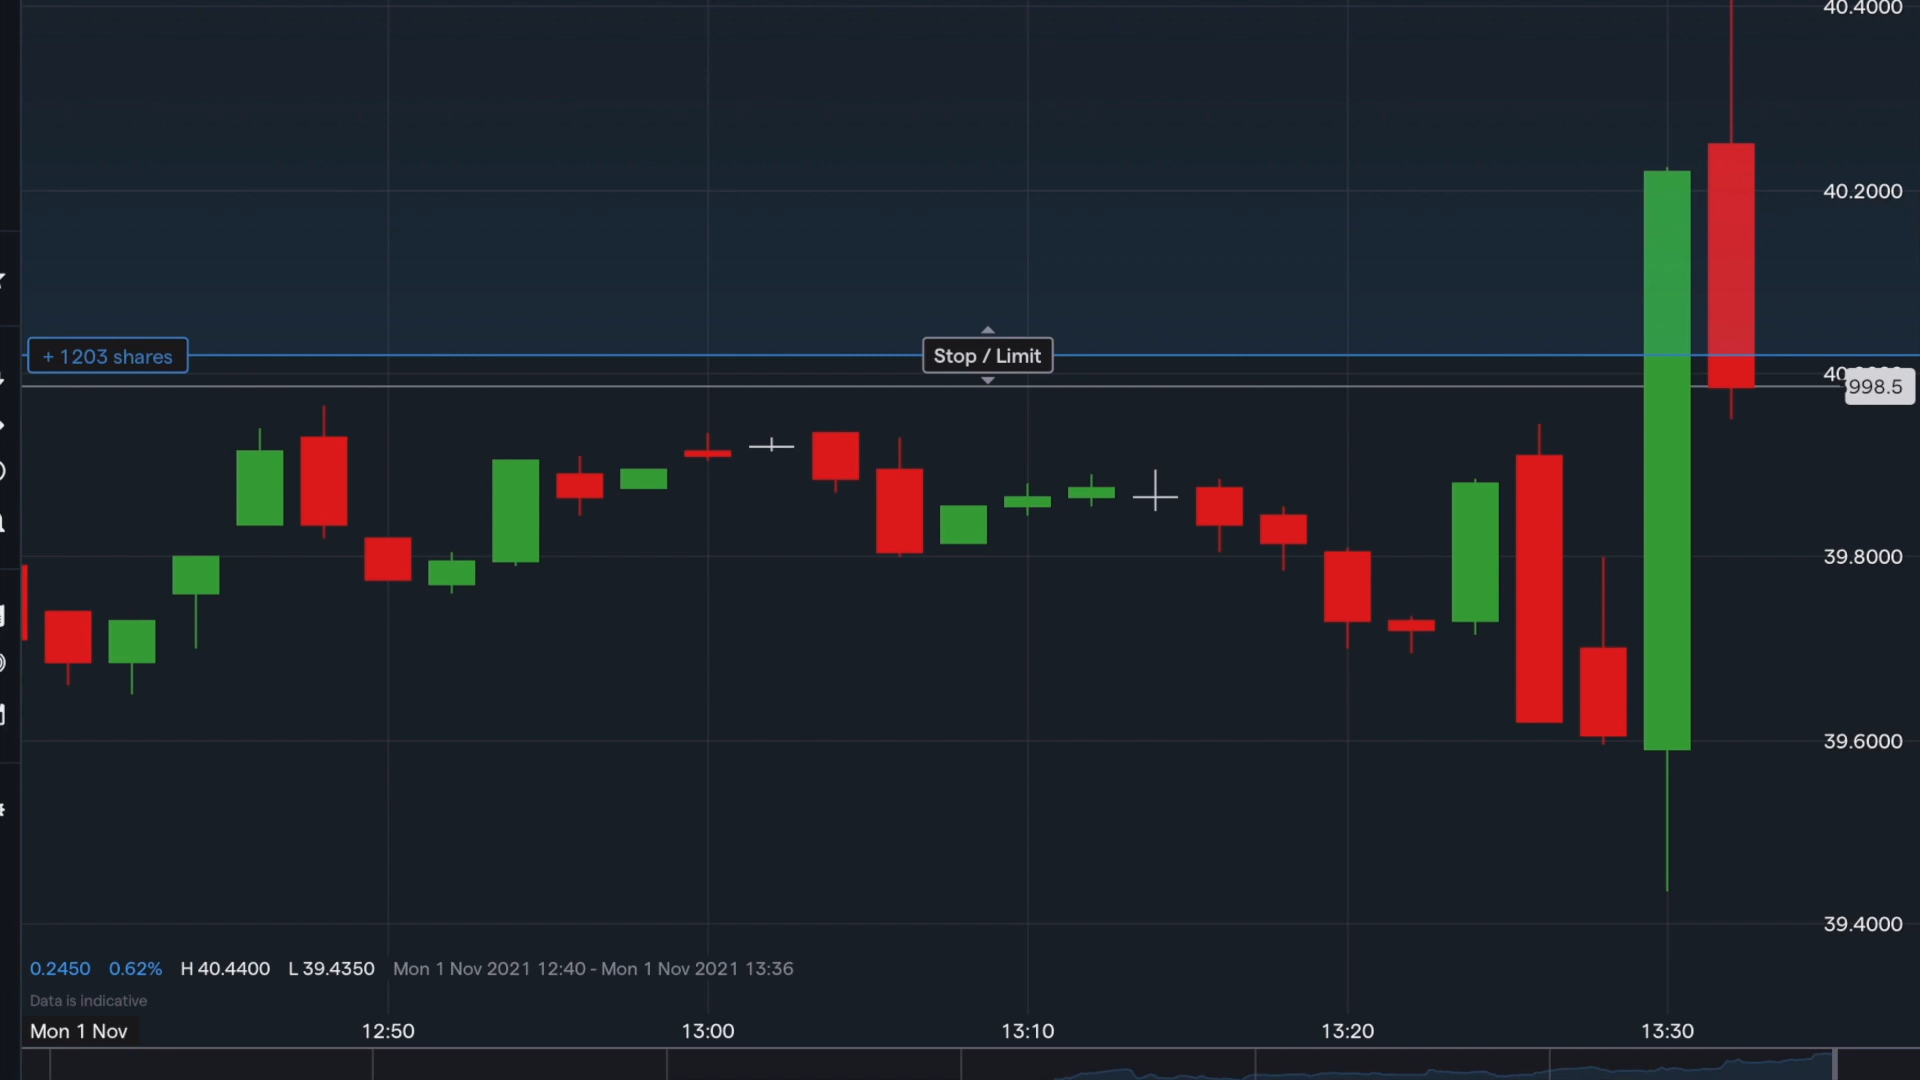 40.4000
40.2000
+ 1203 shares
Stop / Limit
998.5
39.8000
39.6000
39.4000
0.2450 0.62% H 40.4400 L 39.4350 Mon 1 Nov 2021 12:40 - Mon 1 Nov 2021 13:36
Data is indicative
Mon 1 Nov 12:50 13:00 13:10 13:20 13:30